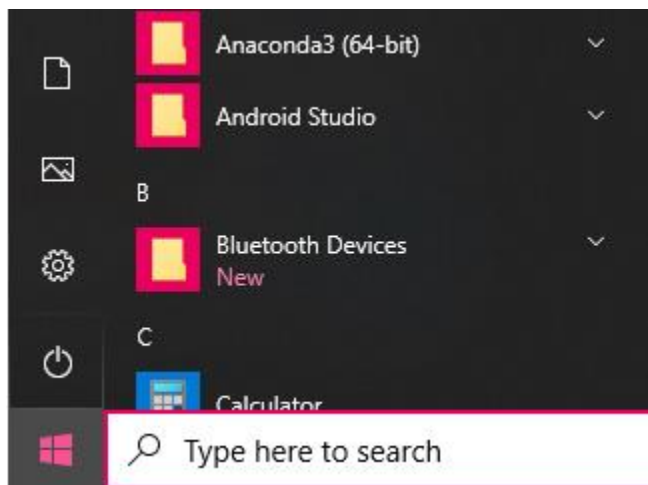 Anaconda3 (64-bit)
Android Studio
B
Bluetooth Devices
New
C
Calculator
Type here to search